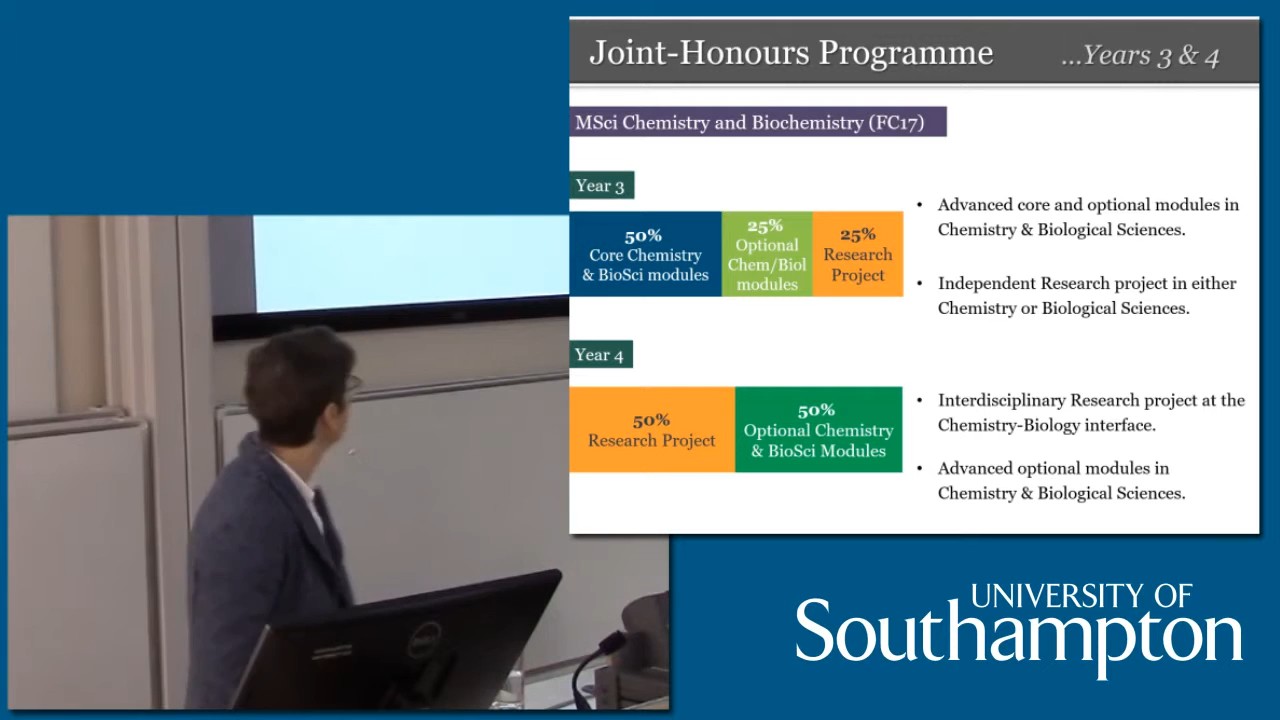 Joint-Honours Programme ...Years 3 & 4
MSci Chemistry and Biochemistry (FC17)
Year 3
50%
Core Chemistry
& BioSci modules
25%
Optional
Chem/Biol
modules
25%
Research
Project
• Advanced core and optional modules in
Chemistry & Biological Sciences.
• Independent Research project in either
Chemistry or Biological Sciences.
Year 4
50%
Research Project
50%
Optional Chemistry
& BioSci Modules
• Interdisciplinary Research project at the
Chemistry-Biology interface.
• Advanced optional modules in
Chemistry & Biological Sciences.
DELL
UNIVERSITY OF
Southampton